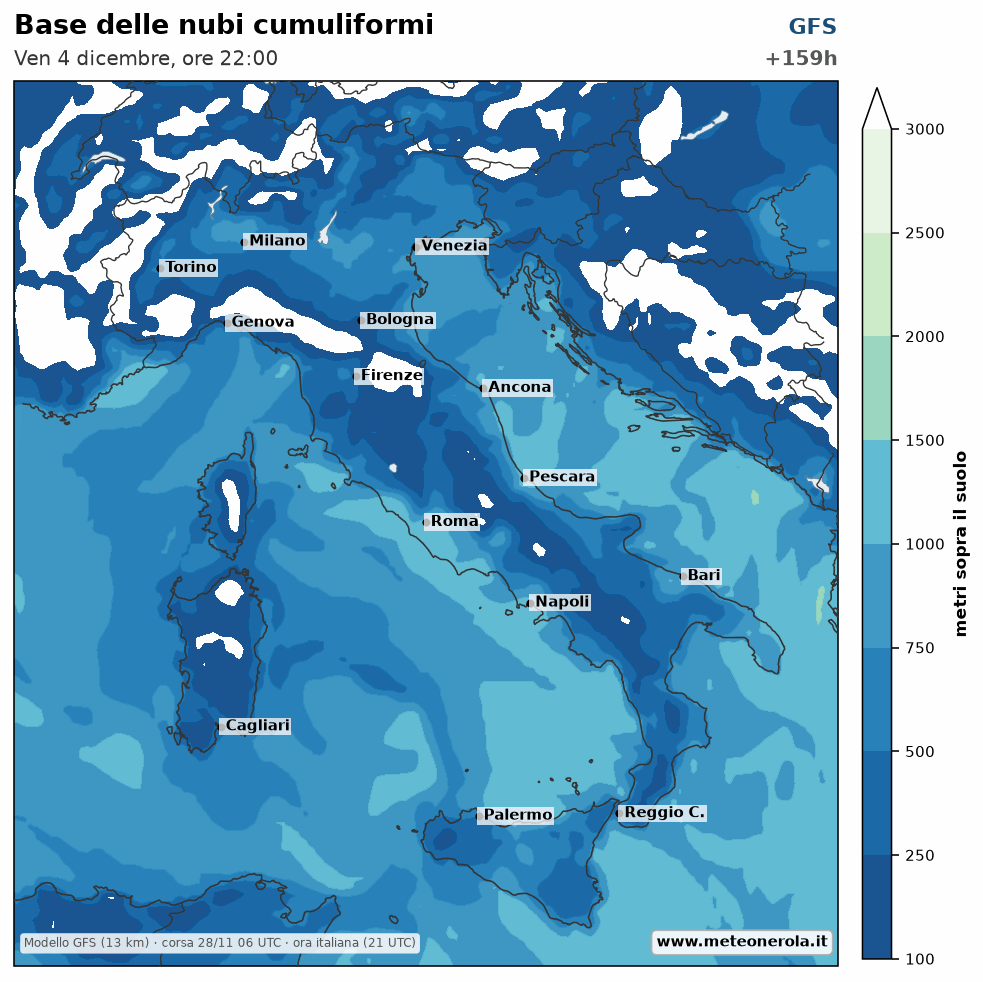 Base delle nubi cumuliformi
GFS
Ven 4 dicembre, ore 22:00
+159h
3000
2500
2000
1500
1000
750
500
250
100
metri sopra il suolo
Milano
Venezia
Torino
Genova
Bologna
Firenze
Ancona
Pescara
Roma
Bari
Napoli
Cagliari
Palermo
Reggio C.
Modello GFS (13 km) · corsa 28/11 06 UTC · ora italiana (21 UTC)
www.meteonerola.it